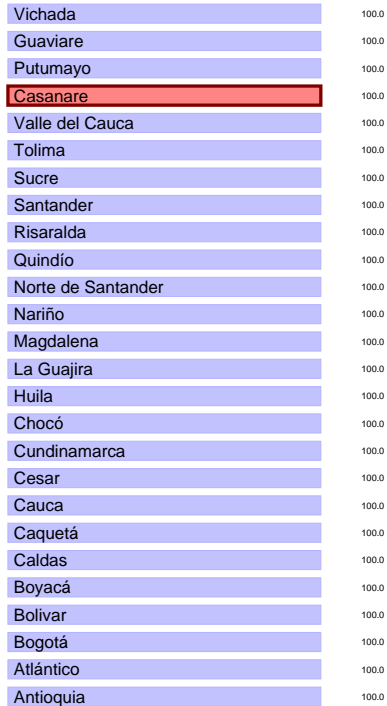 Vichada 100.0
Guaviare 100.0
Putumayo 100.0
Casanare 100.0
Valle del Cauca 100.0
Tolima 100.0
Sucre 100.0
Santander 100.0
Risaralda 100.0
Quindío 100.0
Norte de Santander 100.0
Nariño 100.0
Magdalena 100.0
La Guajira 100.0
Huila 100.0
Chocó 100.0
Cundinamarca 100.0
Cesar 100.0
Cauca 100.0
Caquetá 100.0
Caldas 100.0
Boyacá 100.0
Bolivar 100.0
Bogotá 100.0
Atlántico 100.0
Antioquia 100.0